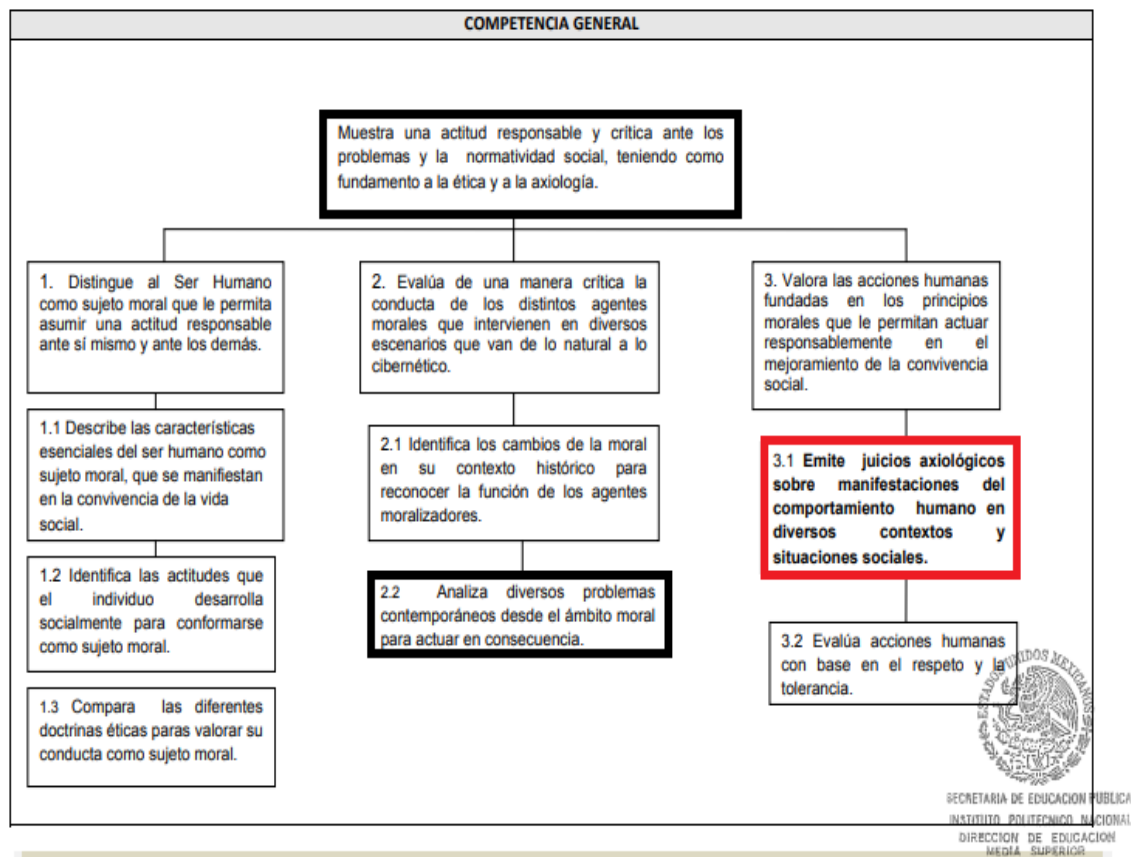 COMPETENCIA GENERAL
Muestra una actitud responsable y crítica ante los
problemas y la normatividad social, teniendo como
fundamento a la ética y a la axiología.
1. Distingue al Ser Humano
como sujeto moral que le permita
asumir una actitud responsable
ante sí mismo y ante los demás.
1.1 Describe las características
esenciales del ser humano como
sujeto moral, que se manifiestan
en la convivencia de la vida
social.
1.2 Identifica las actitudes que
el individuo desarrolla
socialmente para conformarse
como sujeto moral.
1.3 Compara las diferentes
doctrinas éticas paras valorar su
conducta como sujeto moral.
2. Evalúa de una manera crítica la
conducta de los distintos agentes
morales que intervienen en diversos
escenarios que van de lo natural a lo
cibernético.
2.1 Identifica los cambios de la moral
en su contexto histórico para
reconocer la función de los agentes
moralizadores.
2.2 Analiza diversos problemas
contemporáneos desde el ámbito moral
para actuar en consecuencia.
3. Valora las acciones humanas
fundadas en los principios
morales que le permitan actuar
responsablemente en el
mejoramiento de la convivencia
social.
3.1 Emite juicios axiológicos
sobre manifestaciones del
comportamiento humano en
diversos contextos y
situaciones sociales.
3.2 Evalúa acciones humanas
con base en el respeto y la
tolerancia.
ESTADOS UNIDOS MEXICANOS
SECRETARIA DE EDUCACION PUBLICA
INSTITUTO POLITECNICO NACIONAL
DIRECCION DE EDUCACION
MEDIA SUPERIOR